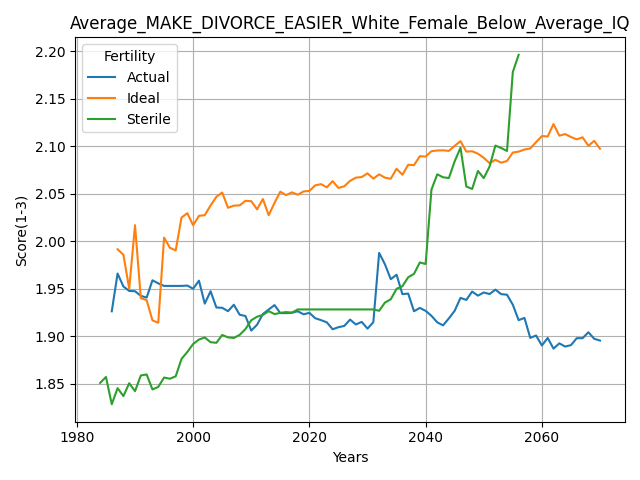 Average_MAKE_DIVORCE_EASIER_White_Female_Below_Average_IQ
Fertility
Actual
Ideal
Sterile
Score(1-3)
2.20
2.15
2.10
2.05
2.00
1.95
1.90
1.85
1980 2000 2020 2040 2060
Years